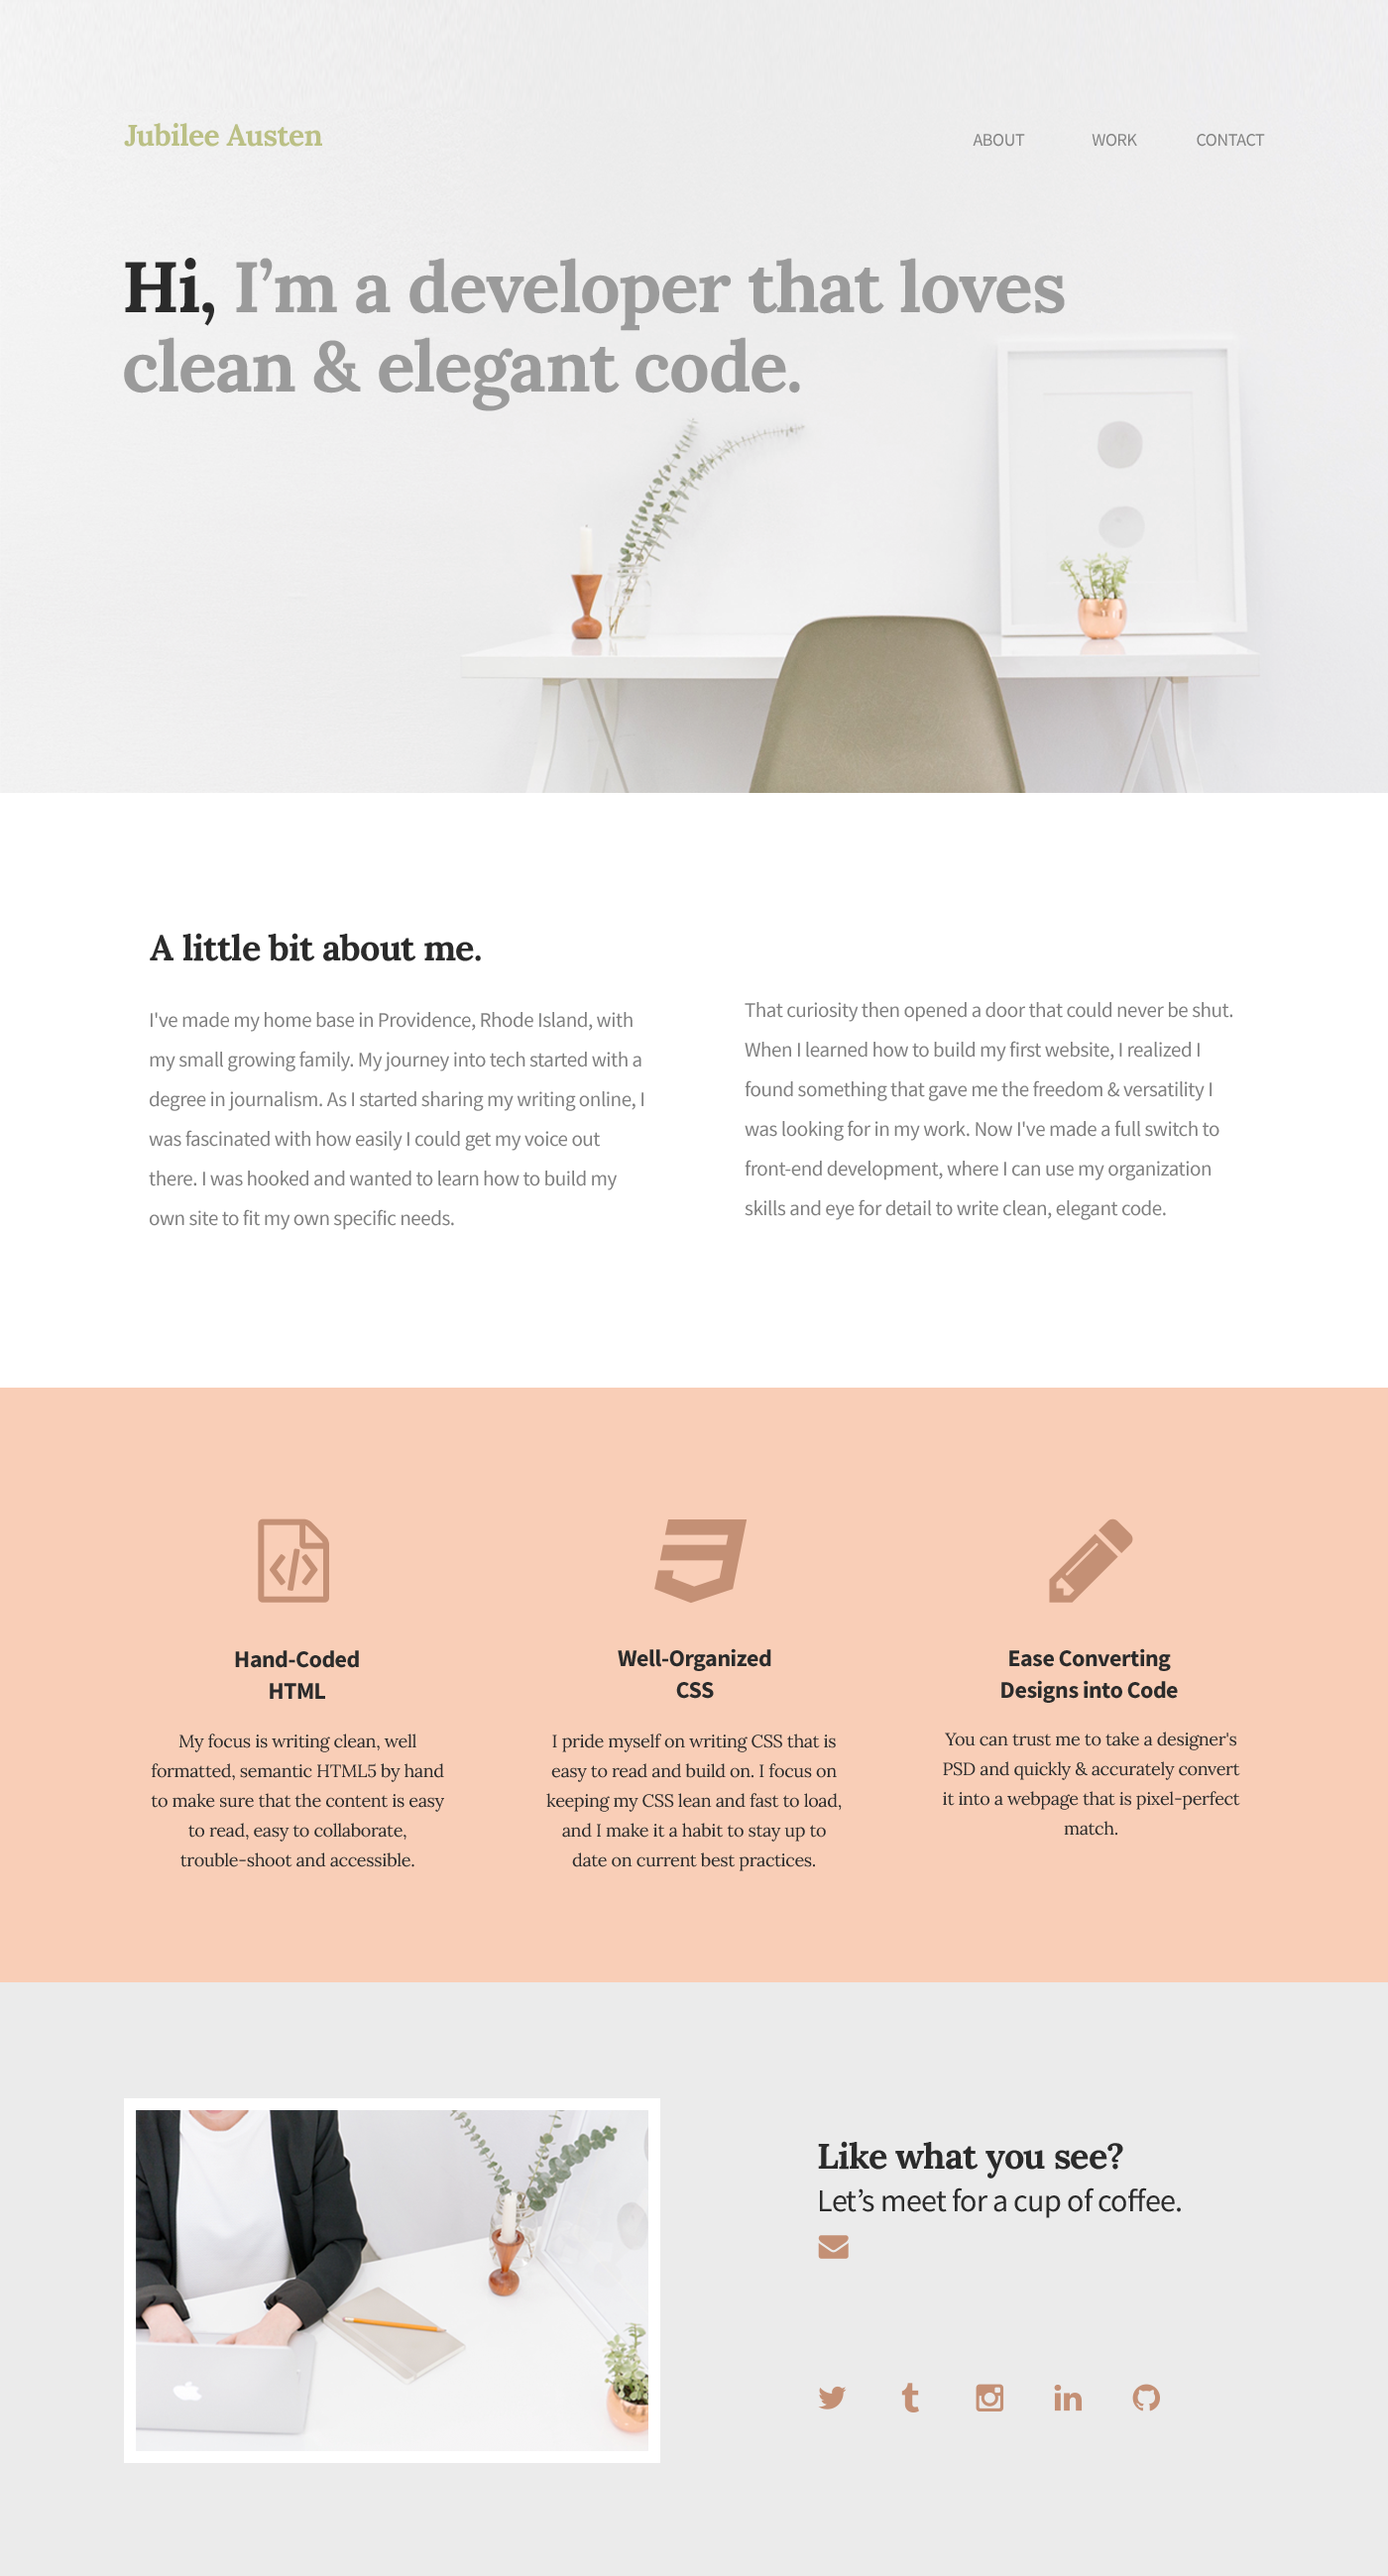 Jubilee Austen
ABOUT WORK CONTACT
Hi, I’m a developer that loves
clean & elegant code.
A little bit about me.
I've made my home base in Providence, Rhode Island, with
my small growing family. My journey into tech started with a
degree in journalism. As I started sharing my writing online, I
was fascinated with how easily I could get my voice out
there. I was hooked and wanted to learn how to build my
own site to fit my own specific needs.
That curiosity then opened a door that could never be shut.
When I learned how to build my first website, I realized I
found something that gave me the freedom & versatility I
was looking for in my work. Now I've made a full switch to
front-end development, where I can use my organization
skills and eye for detail to write clean, elegant code.
Hand-Coded
HTML
My focus is writing clean, well
formatted, semantic HTML5 by hand
to make sure that the content is easy
to read, easy to collaborate,
trouble-shoot and accessible.
Well-Organized
CSS
I pride myself on writing CSS that is
easy to read and build on. I focus on
keeping my CSS lean and fast to load,
and I make it a habit to stay up to
date on current best practices.
Ease Converting
Designs into Code
You can trust me to take a designer's
PSD and quickly & accurately convert
it into a webpage that is pixel-perfect
match.
Like what you see?
Let’s meet for a cup of coffee.